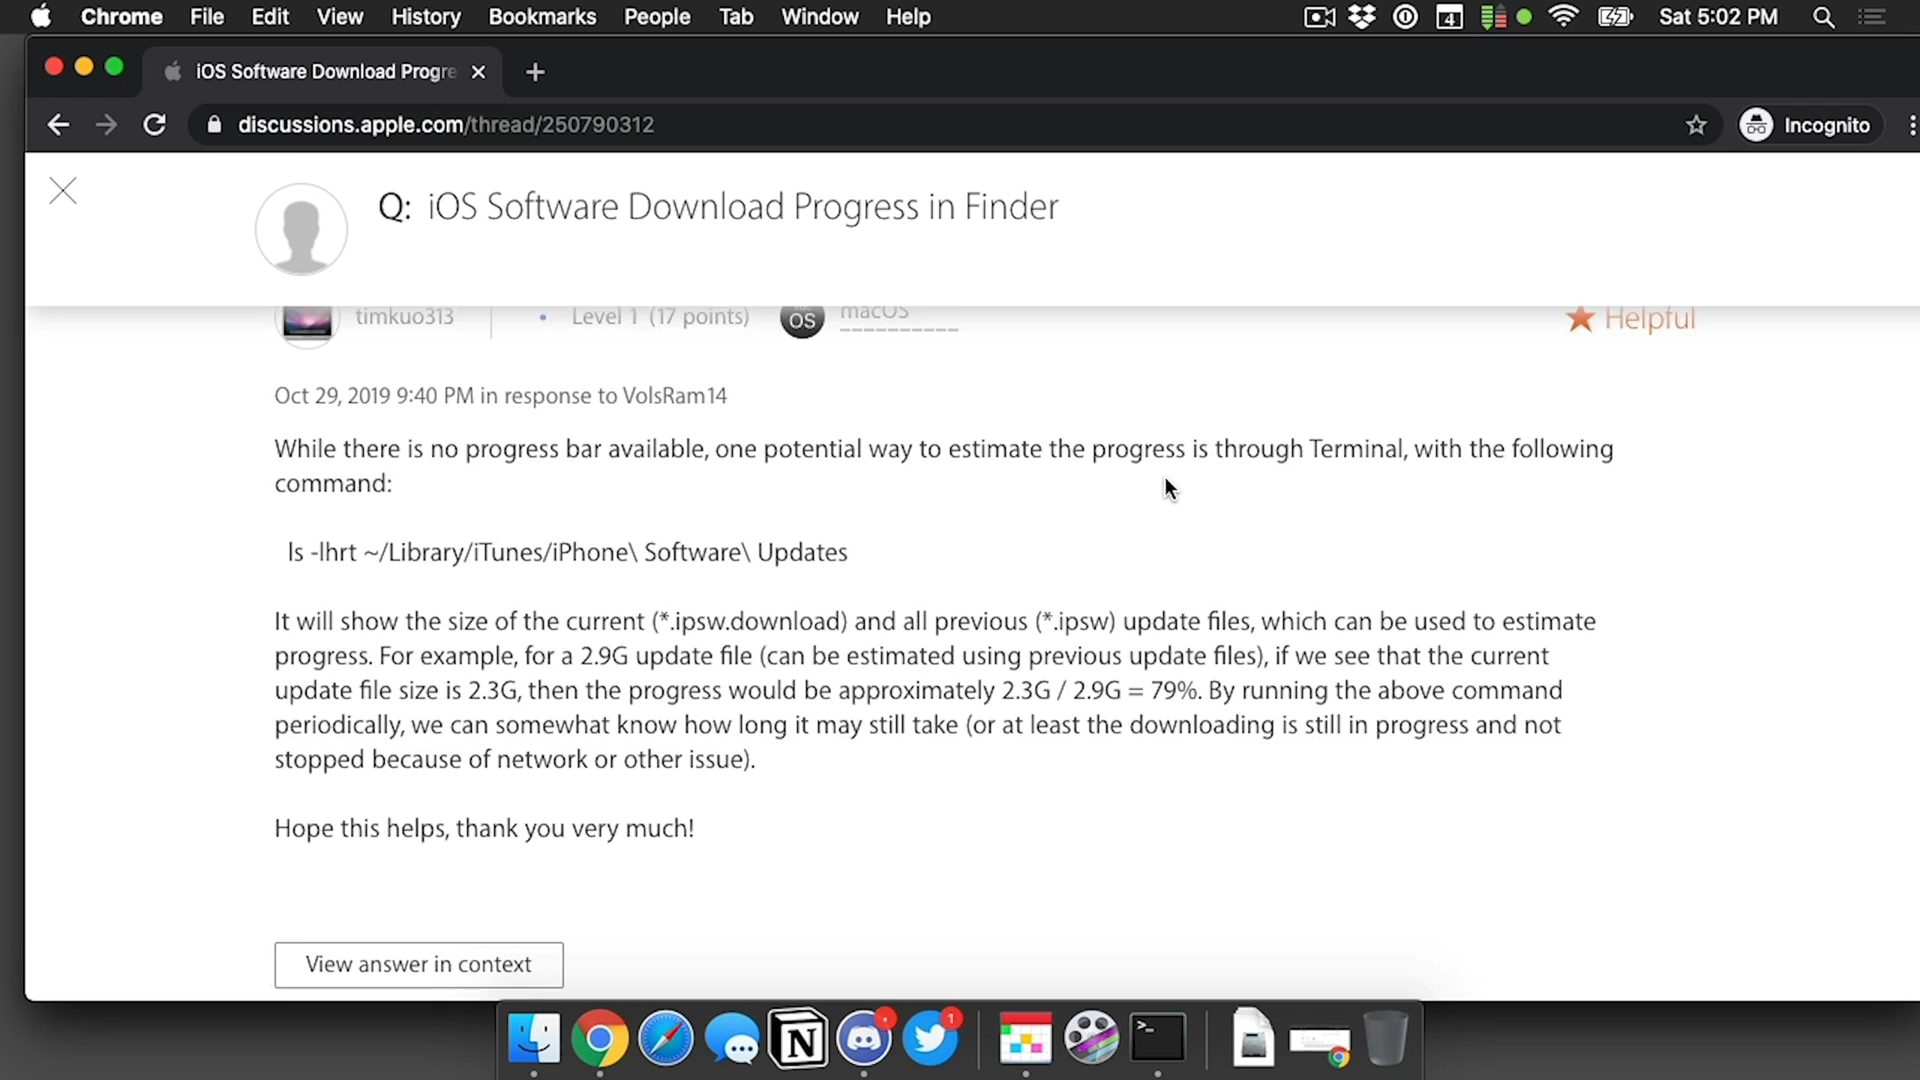 Chrome File Edit View History Bookmarks People Tab Window Help 4 Sat 5:02 PM
iOS Software Download Progre
discussions.apple.com/thread/250790312 Incognito
Q: iOS Software Download Progress in Finder
timkuo313 Level 1 (17 points) OS macOS Helpful
Oct 29, 2019 9:40 PM in response to VolsRam14
While there is no progress bar available, one potential way to estimate the progress is through Terminal, with the following
command:
ls -lhrt ~/Library/iTunes/iPhone\ Software\ Updates
It will show the size of the current (*.ipsw.download) and all previous (*.ipsw) update files, which can be used to estimate
progress. For example, for a 2.9G update file (can be estimated using previous update files), if we see that the current
update file size is 2.3G, then the progress would be approximately 2.3G / 2.9G = 79%. By running the above command
periodically, we can somewhat know how long it may still take (or at least the downloading is still in progress and not
stopped because of network or other issue).
Hope this helps, thank you very much!
View answer in context
N 1 >_